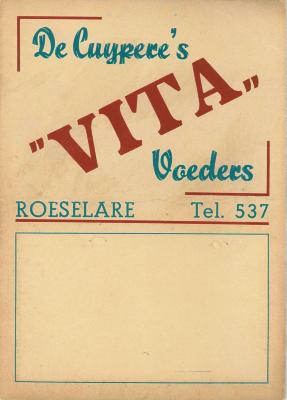 De Cuypere's
"VITA"
Voeders
ROESELARE Tel. 537